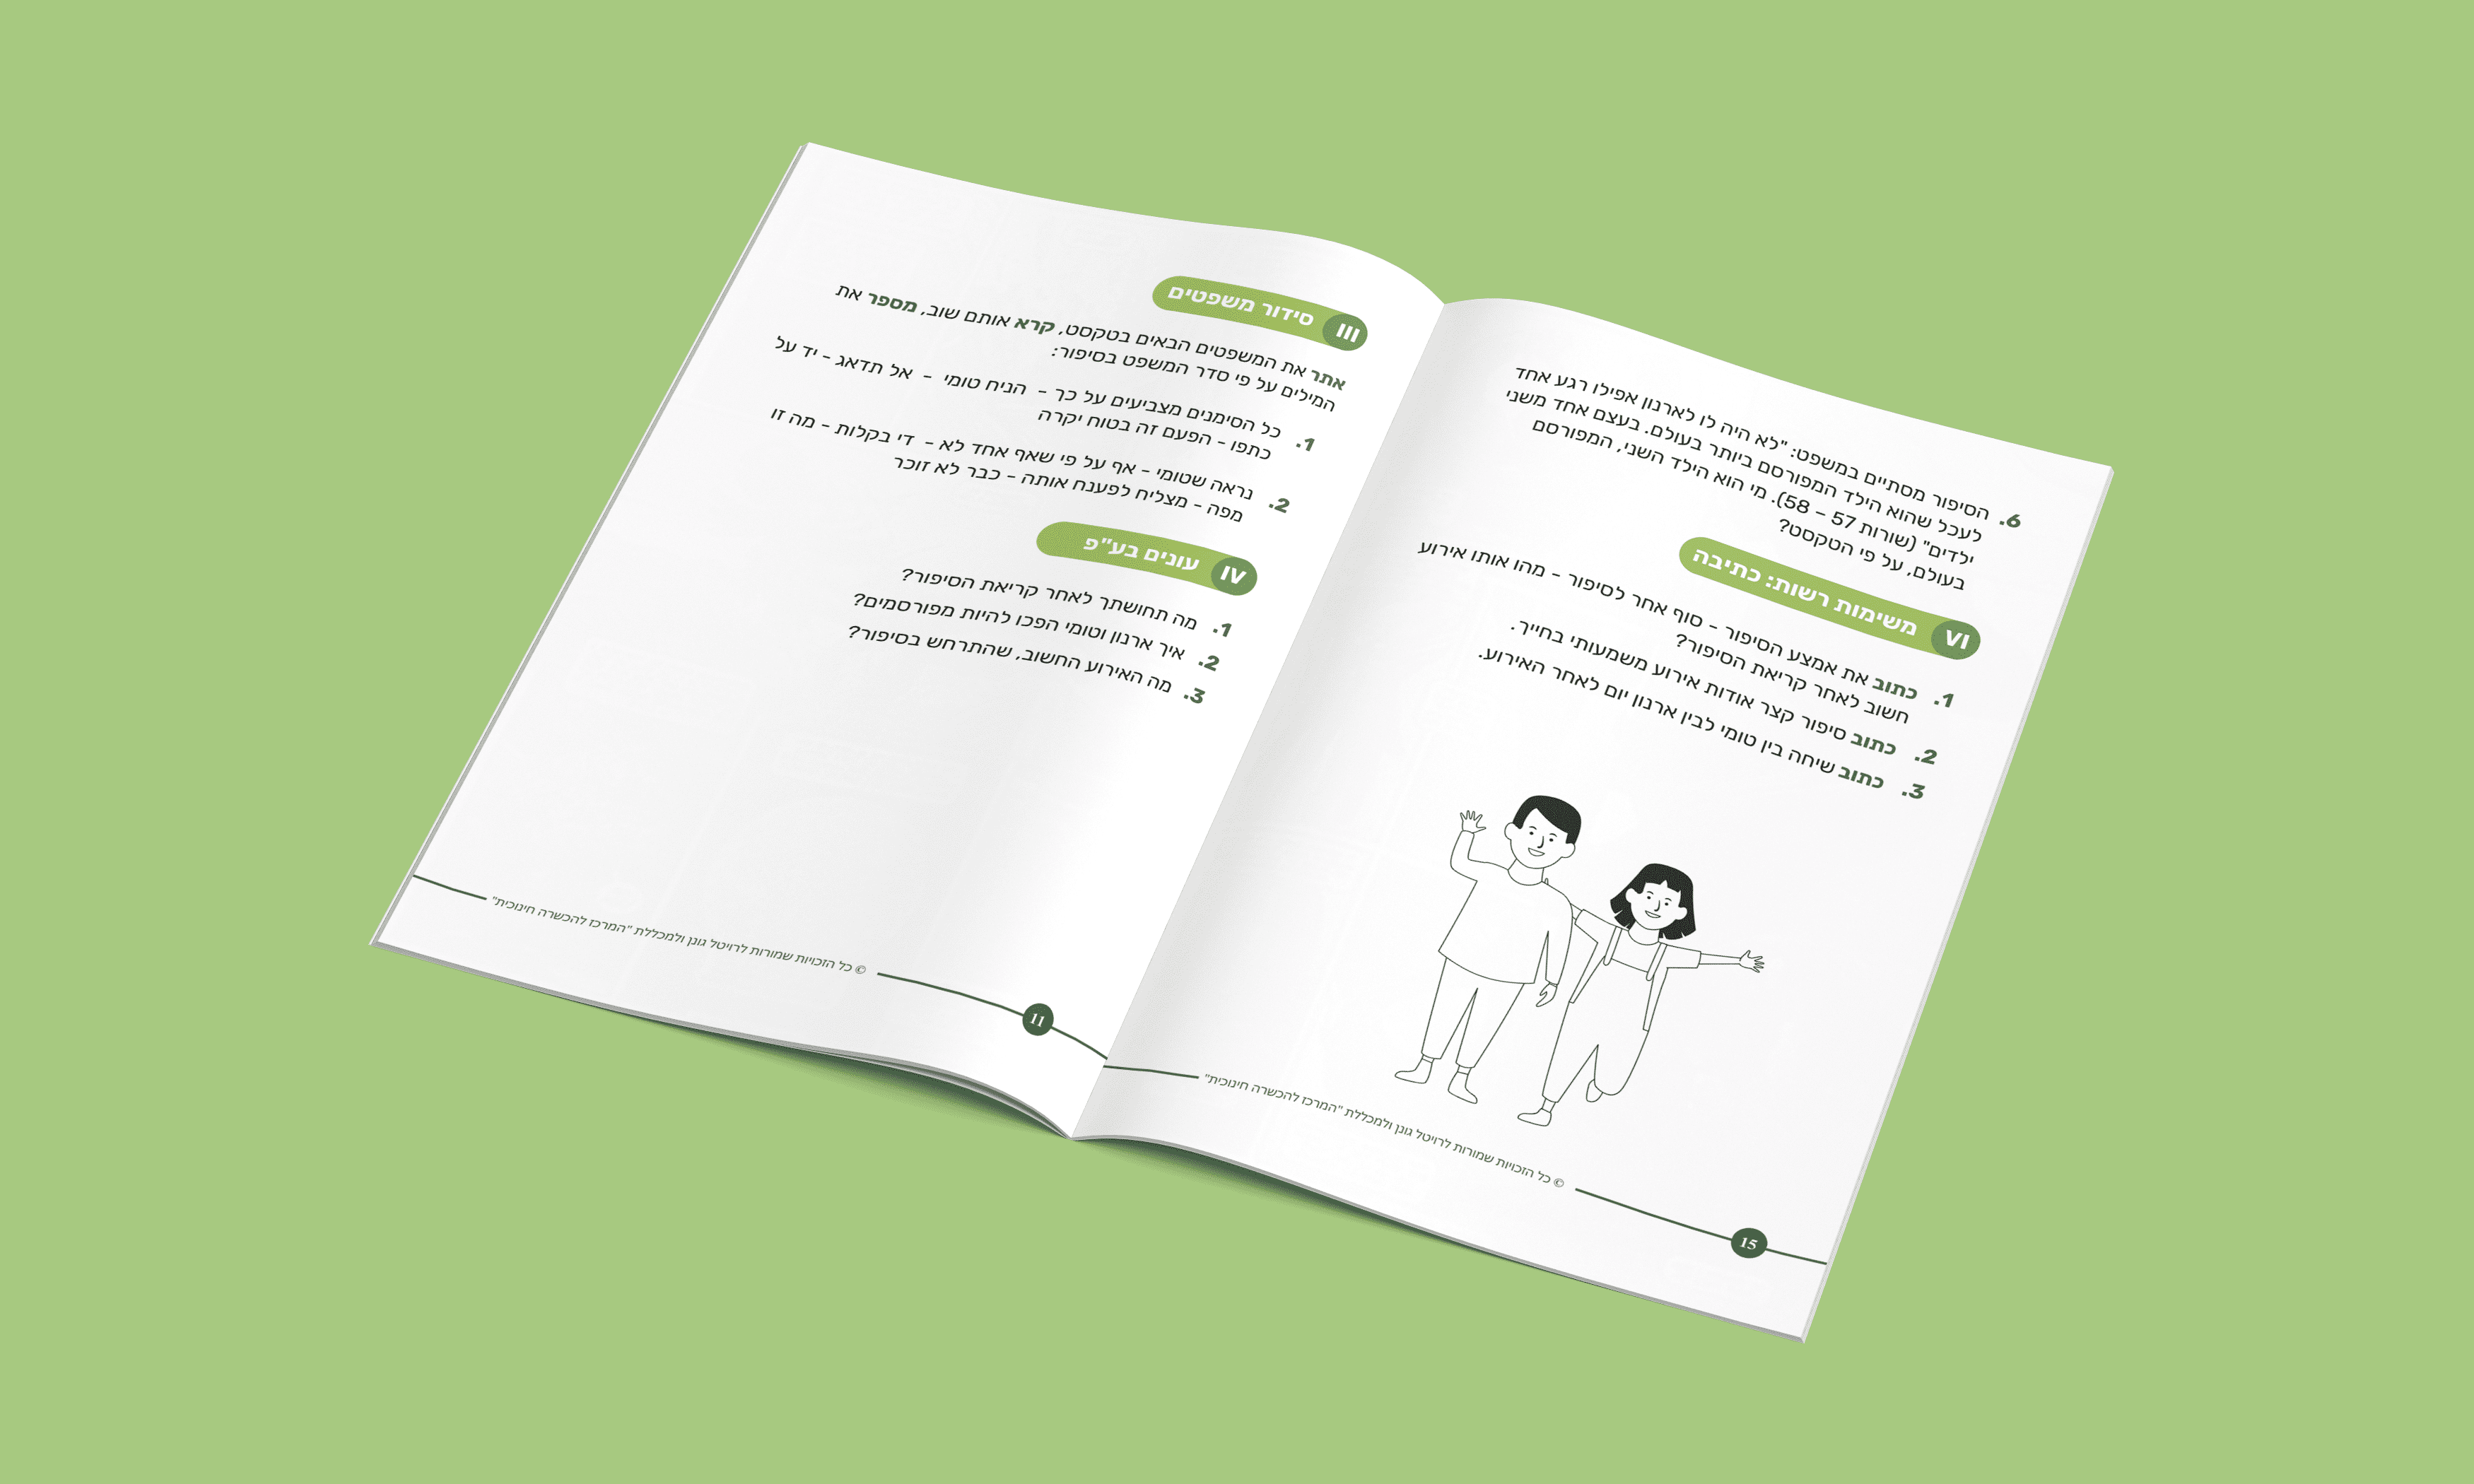 הסיפור מסתיים במשפט: "לא היה לו לארנון אפילו רגע אחד
6.
לעכל שהוא הילד המפורסם ביותר בעולם. בעצם אחד משני
ילדים" (שורות 57 – 58). מי הוא הילד השני, המפורסם
בעולם, על פי הטקסט?
VI משימות רשות: כתיבה
1. כתוב את אמצע הסיפור – סוף אחר לסיפור – מהו אותו אירוע
חשוב לאחר קריאת הסיפור?
2. כתוב סיפור קצר אודות אירוע משמעותי בחייך.
3. כתוב שיחה בין טומי לבין ארנון יום לאחר האירוע.
© כל הזכויות שמורות לרויטל גונן ולמכללת "המרכז להכשרה חינוכית"
15
III סידור משפטים
אתר את המשפטים הבאים בטקסט, קרא אותם שוב, מספר את
המילים על פי סדר המשפט בסיפור:
1. כל הסימנים מצביעים על כך – הניח טומי – אל תדאג – יד על
כתפו – הפעם זה בטוח יקרה
2. נראה שטומי – אף על פי שאף אחד לא – די בקלות – מה זו
מפה – מצליח לפענח אותה – כבר לא זוכר
IV עונים בע"פ
1. מה תחושתך לאחר קריאת הסיפור?
2. איך ארנון וטומי הפכו להיות מפורסמים?
3. מה האירוע החשוב, שהתרחש בסיפור?
© כל הזכויות שמורות לרויטל גונן ולמכללת "המרכז להכשרה חינוכית"
11